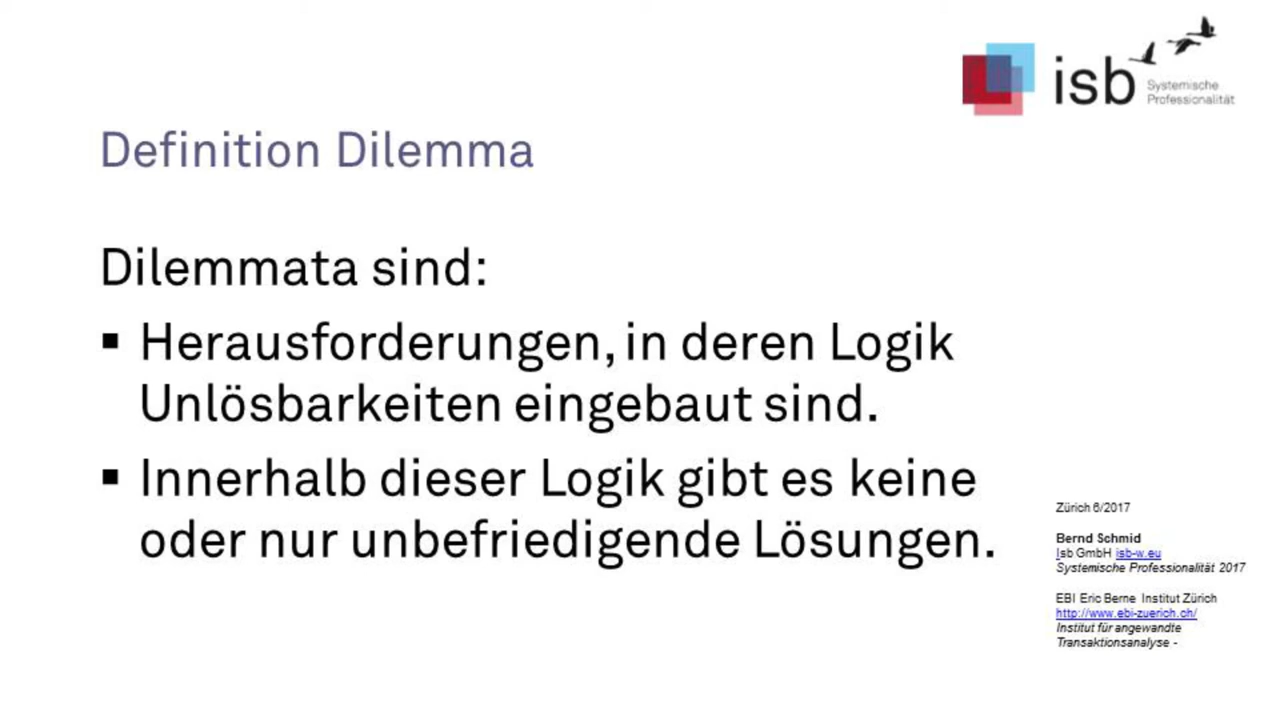 isb
Systemische
Professionalität
Definition Dilemma
Dilemmata sind:
▪ Herausforderungen, in deren Logik
Unlösbarkeiten eingebaut sind.
▪ Innerhalb dieser Logik gibt es keine
oder nur unbefriedigende Lösungen.
Zürich 6/2017
Bernd Schmid
Isb GmbH isb-w.eu
Systemische Professionalität 2017
EBI Eric Berne Institut Zürich
http://www.ebi-zuerich.ch/
Institut für angewandte
Transaktionsanalyse -